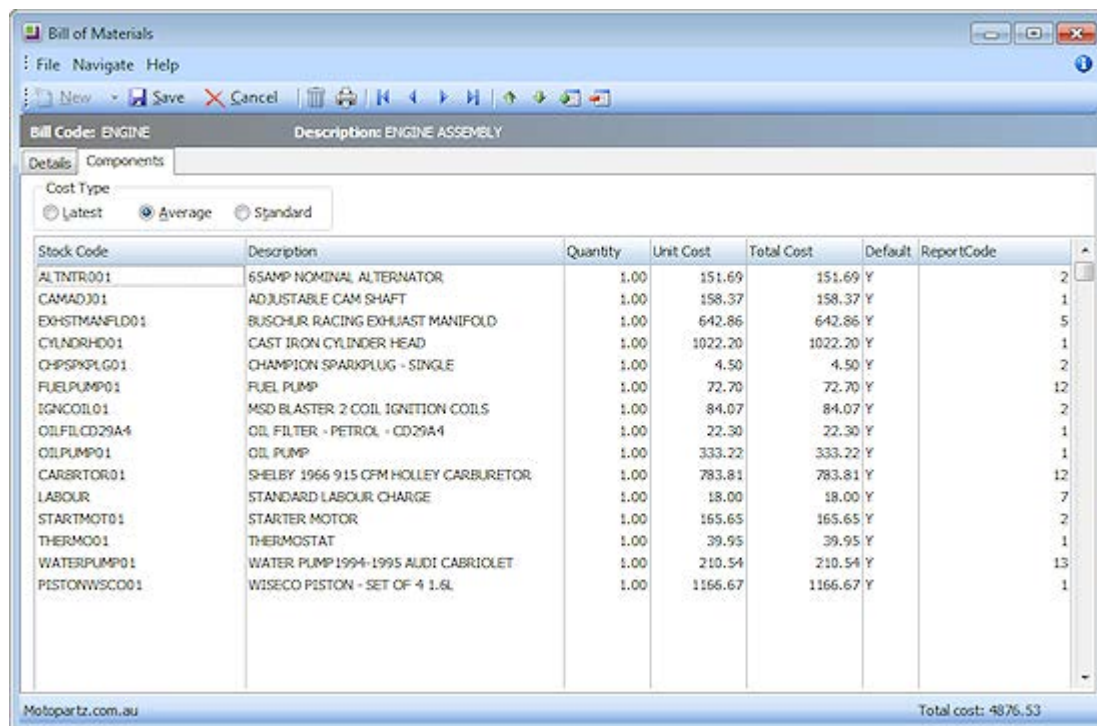 Bill of Materials
File Navigate Help
New Save Cancel
Bill Code: ENGINE Description: ENGINE ASSEMBLY
Details Components
Cost Type
Latest Average Standard
Stock Code Description Quantity Unit Cost Total Cost Default ReportCode
ALTNTR001 65AMP NOMINAL ALTERNATOR 1.00 151.69 151.69 Y 2
CAMADJ01 ADJUSTABLE CAM SHAFT 1.00 158.37 158.37 Y 1
EXHSTMANFLD01 BUSCHUR RACING EXHUAST MANIFOLD 1.00 642.86 642.86 Y 5
CYLNDRHD01 CAST IRON CYLINDER HEAD 1.00 1022.20 1022.20 Y 1
CHPSPKPLG01 CHAMPION SPARKPLUG - SINGLE 1.00 4.50 4.50 Y 2
FUELPUMP01 FUEL PUMP 1.00 72.70 72.70 Y 12
IGNCOIL01 MSD BLASTER 2 COIL IGNITION COILS 1.00 84.07 84.07 Y 2
OILFILCD29A4 OIL FILTER - PETROL - CD29A4 1.00 22.30 22.30 Y 1
OILPUMP01 OIL PUMP 1.00 333.22 333.22 Y 1
CARBRTOR01 SHELBY 1966 915 CFM HOLLEY CARBURETOR 1.00 783.81 783.81 Y 12
LABOUR STANDARD LABOUR CHARGE 1.00 18.00 18.00 Y 7
STARTMOT01 STARTER MOTOR 1.00 165.65 165.65 Y 2
THERMO01 THERMOSTAT 1.00 39.95 39.95 Y 1
WATERPUMP01 WATER PUMP1994-1995 AUDI CABRIOLET 1.00 210.54 210.54 Y 13
PISTONWSCO01 WISECO PISTON - SET OF 4 1.6L 1.00 1166.67 1166.67 Y 1
Motopartz.com.au Total cost: 4876.53